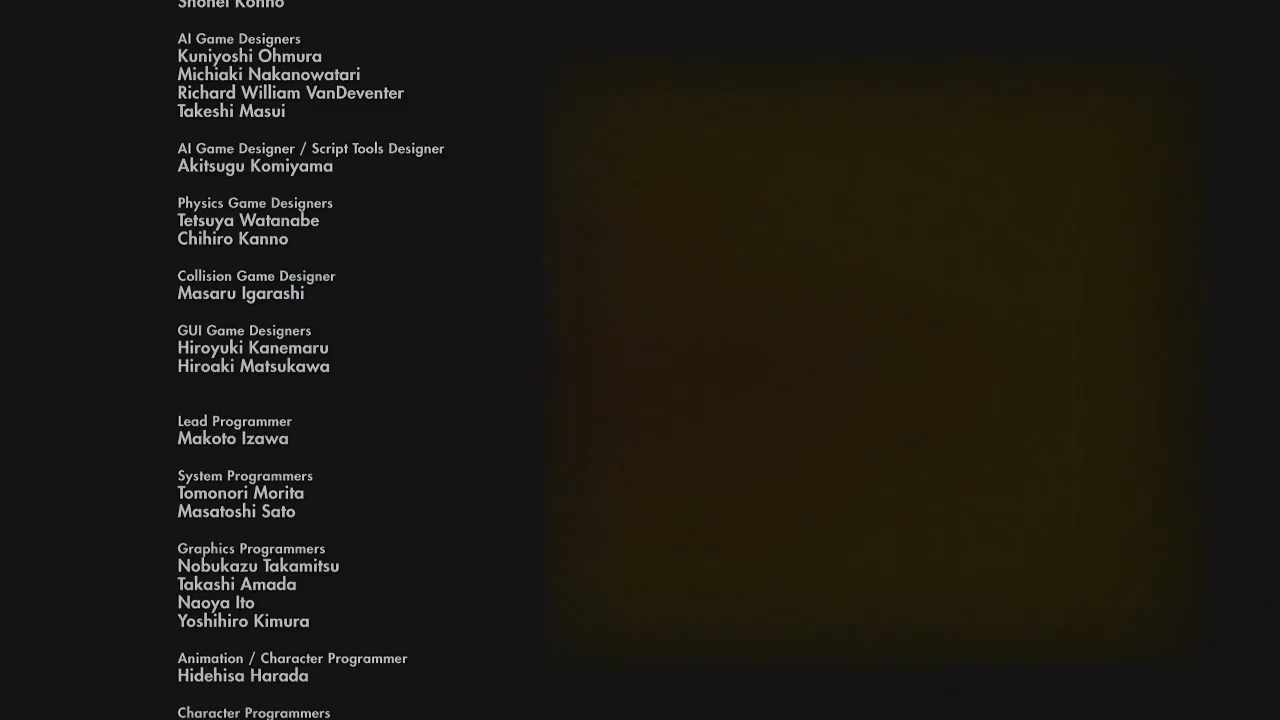 Shohei Konno
AI Game Designers
Kuniyoshi Ohmura
Michiaki Nakanowatari
Richard William VanDeventer
Takeshi Masui
AI Game Designer / Script Tools Designer
Akitsugu Komiyama
Physics Game Designers
Tetsuya Watanabe
Chihiro Kanno
Collision Game Designer
Masaru Igarashi
GUI Game Designers
Hiroyuki Kanemaru
Hiroaki Matsukawa
Lead Programmer
Makoto Izawa
System Programmers
Tomonori Morita
Masatoshi Sato
Graphics Programmers
Nobukazu Takamitsu
Takashi Amada
Naoya Ito
Yoshihiro Kimura
Animation / Character Programmer
Hidehisa Harada
Character Programmers